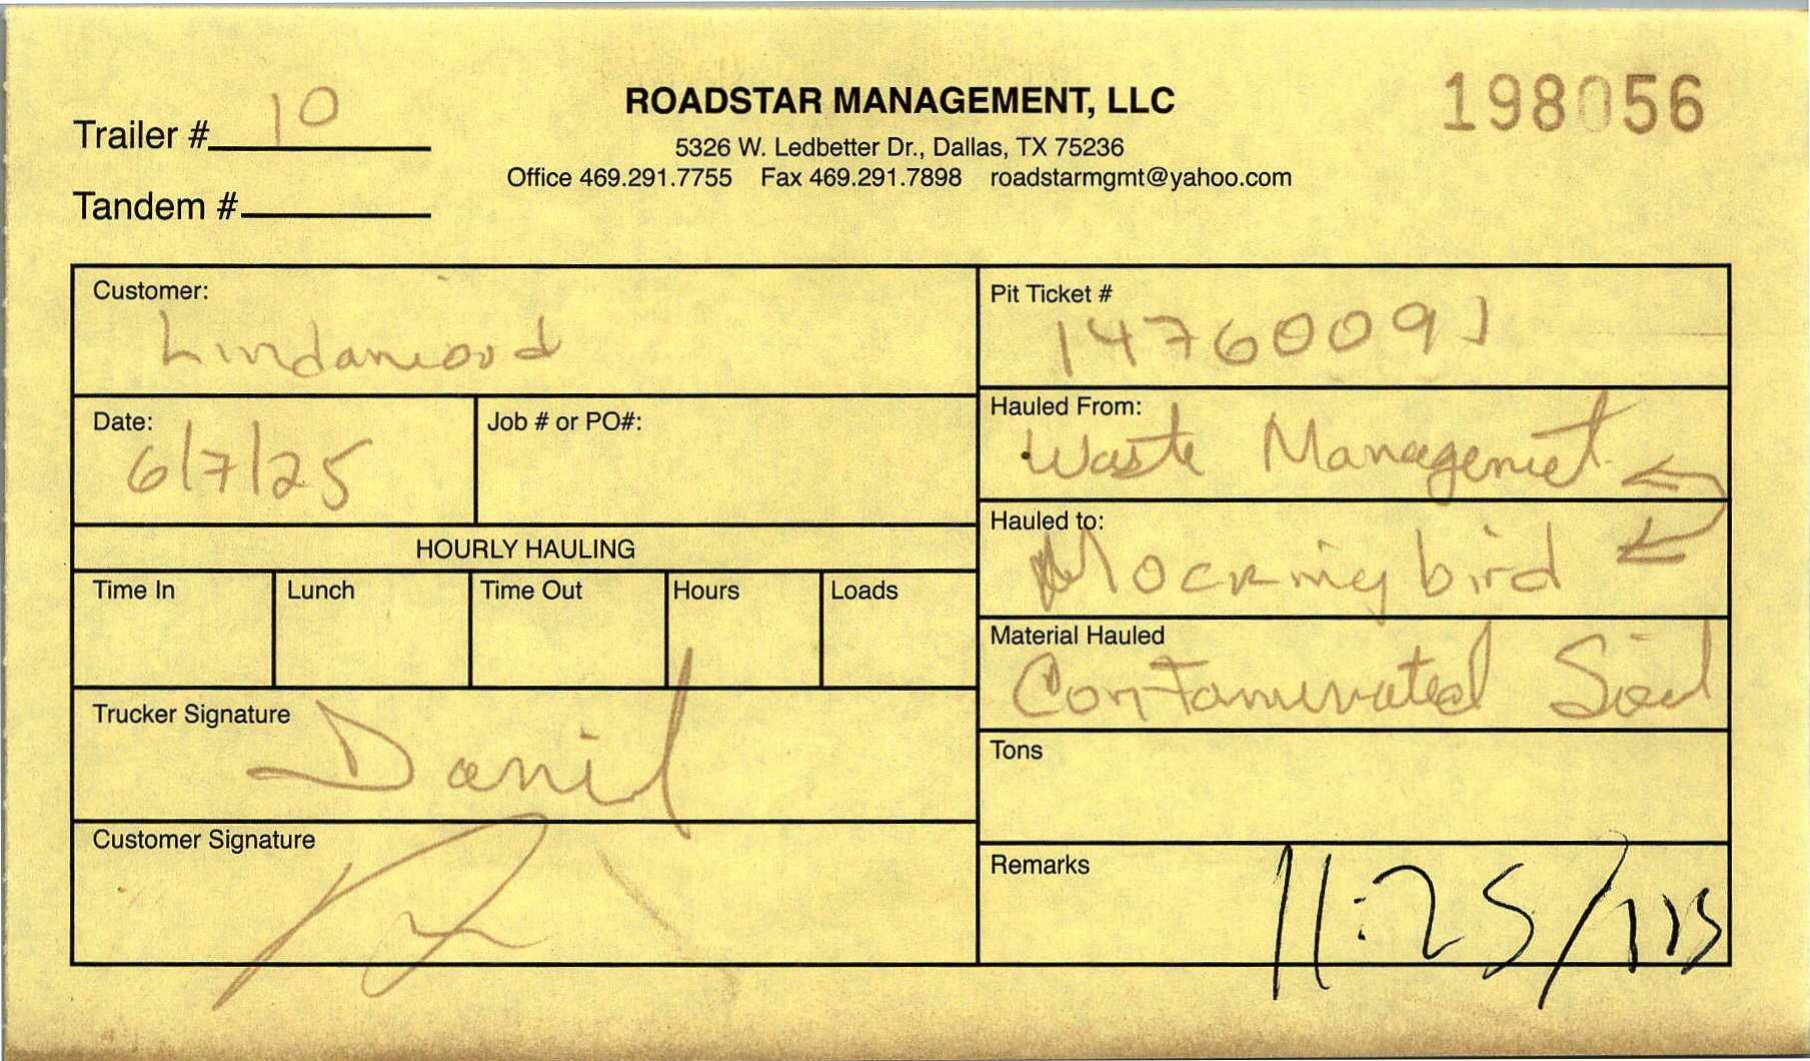 Trailer # 10
ROADSTAR MANAGEMENT, LLC
198056
5326 W. Ledbetter Dr., Dallas, TX 75236
Office 469.291.7755 Fax 469.291.7898 roadstarmgmt@yahoo.com
Tandem #
Customer:
Lindamood
Pit Ticket #
14760091
Date:
6/7/25
Job # or PO#:
Hauled From:
Waste Managemet
Hauled to:
Mockingbird
HOURLY HAULING
Time In
Lunch
Time Out
Hours
Loads
Material Hauled
Contaminated Soil
Trucker Signature
Daniel
Tons
Customer Signature
Remarks
11:25/